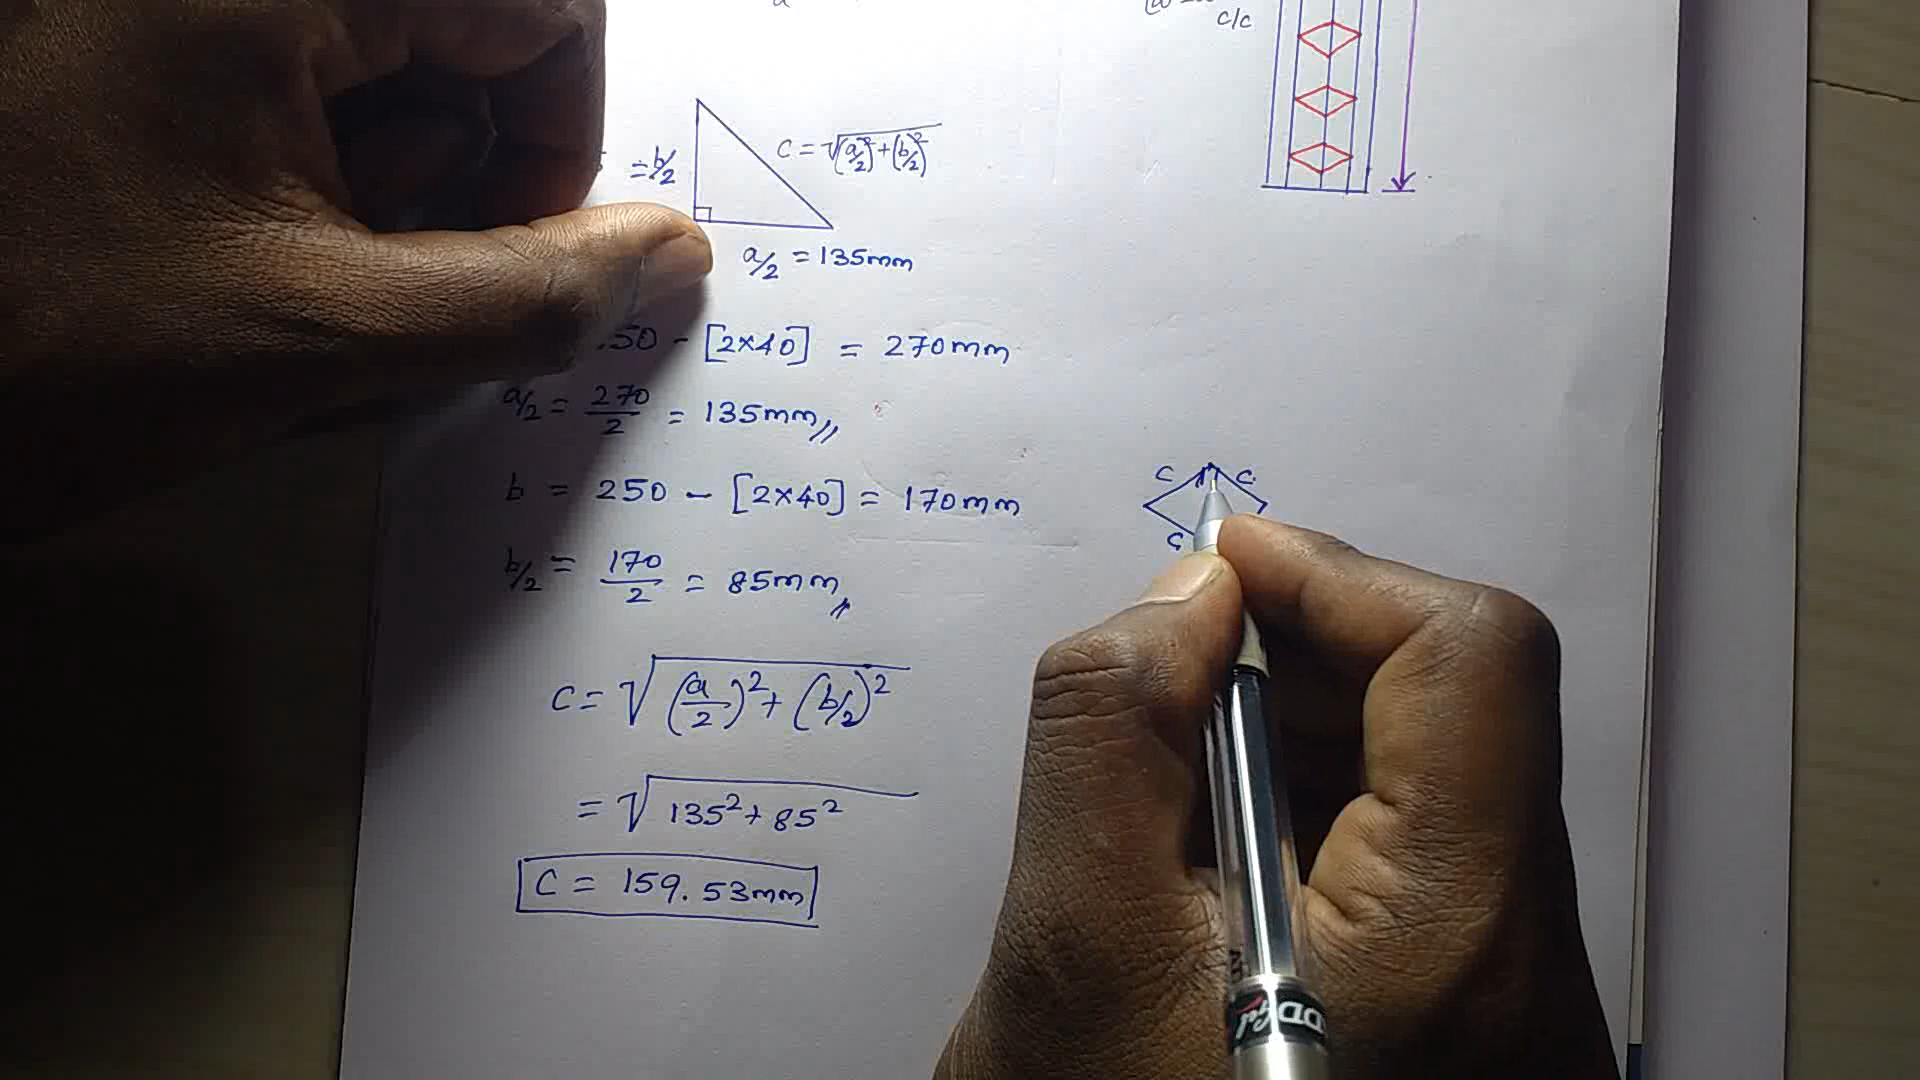 c/c
= b/2
C = √(a/2)² + (b/2)²
a/2 = 135mm
50 - [2×40] = 270mm
a/2 = 270/2 = 135mm
b = 250 - [2×40] = 170mm
b/2 = 170/2 = 85mm
C C
C
C = √(a/2)² + (b/2)²
= √135² + 85²
C = 159.53mm